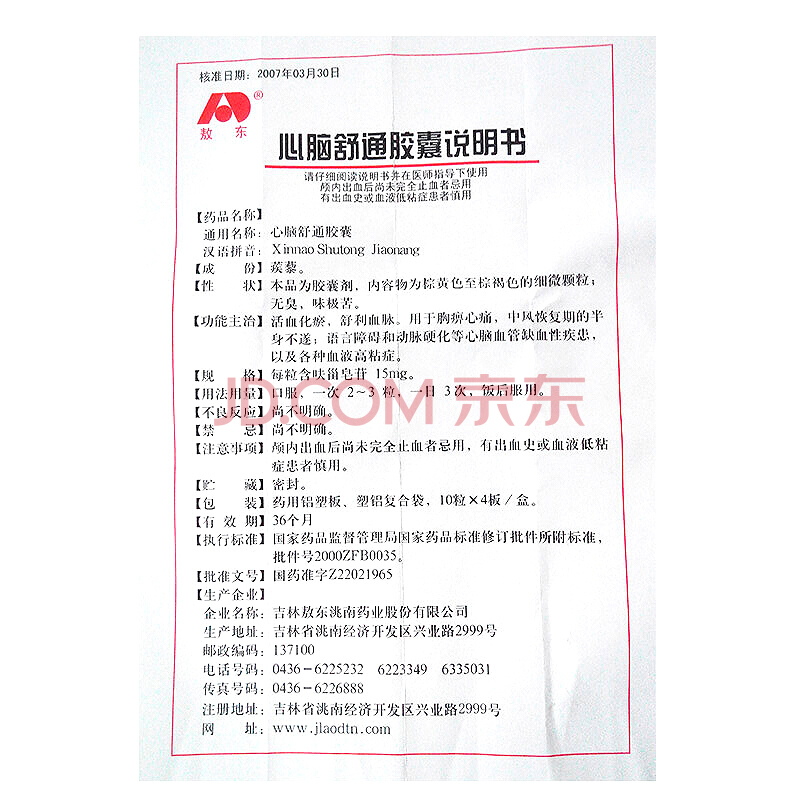 核准日期：2007年03月30日
®
敖东
心脑舒通胶囊说明书
请仔细阅读说明书并在医师指导下使用
颅内出血后尚未完全止血者忌用
有出血史或血液低粘症患者慎用
【药品名称】
通用名称：心脑舒通胶囊
汉语拼音：Xinnao Shutong Jiaonang
【成　份】蒺藜。
【性　状】本品为胶囊剂，内容物为棕黄色至棕褐色的细微颗粒；
无臭，味极苦。
【功能主治】活血化瘀，舒利血脉。用于胸痹心痛，中风恢复期的半
身不遂；语言障碍和动脉硬化等心脑血管缺血性疾患，
以及各种血液高粘症。
【规　格】每粒含呋甾皂苷 15mg。
JD.COM 京东
【用法用量】口服，一次 2～3 粒，一日 3次，饭后服用。
【不良反应】尚不明确。
【禁　忌】尚不明确。
【注意事项】颅内出血后尚未完全止血者忌用，有出血史或血液低粘
症患者慎用。
【贮　藏】密封。
【包　装】药用铝塑板、塑铝复合袋，10粒×4板／盒。
【有 效 期】36个月
【执行标准】国家药品监督管理局国家药品标准修订批件所附标准，
批件号2000ZFB0035。
【批准文号】国药准字Z22021965
【生产企业】
企业名称：吉林敖东洮南药业股份有限公司
生产地址：吉林省洮南经济开发区兴业路2999号
邮政编码：137100
电话号码：0436-6225232 6223349 6335031
传真号码：0436-6226888
注册地址：吉林省洮南经济开发区兴业路2999号
网　址：www.jlaodtn.com